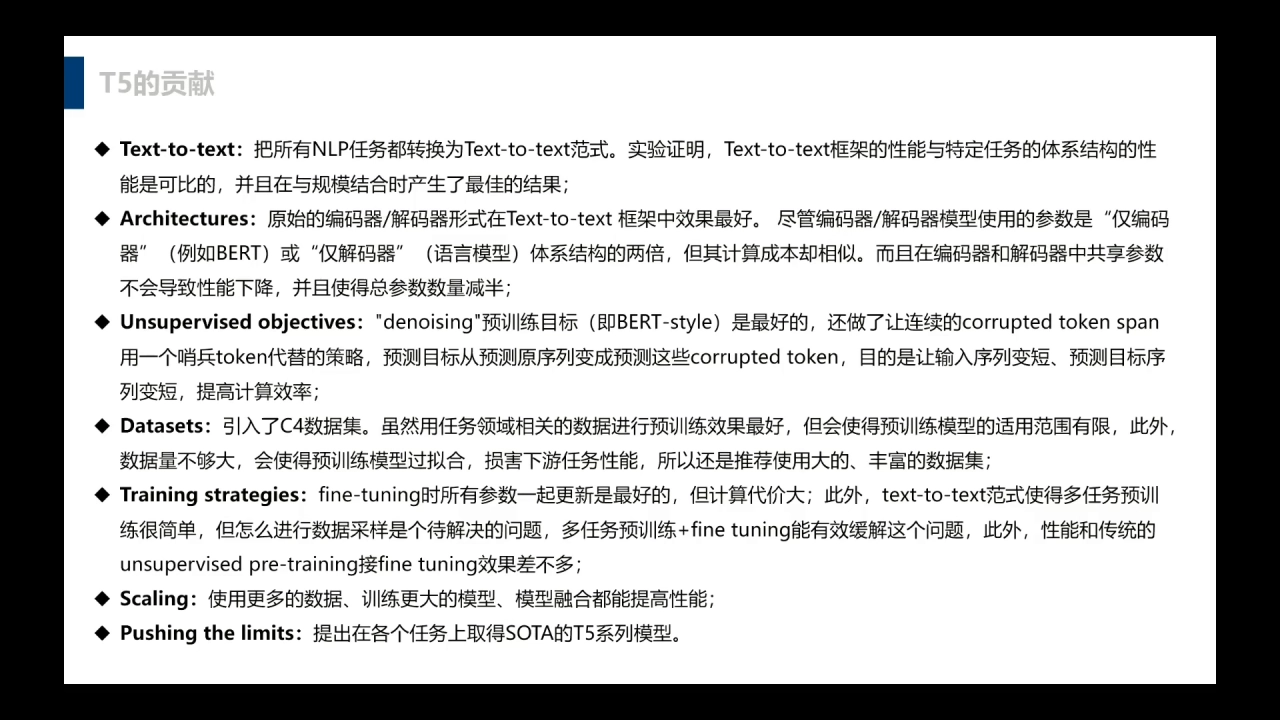 T5的贡献
◆ Text-to-text：把所有NLP任务都转换为Text-to-text范式。实验证明，Text-to-text框架的性能与特定任务的体系结构的性
能是可比的，并且在与规模结合时产生了最佳的结果；
◆ Architectures：原始的编码器/解码器形式在Text-to-text 框架中效果最好。 尽管编码器/解码器模型使用的参数是“仅编码
器”（例如BERT）或“仅解码器”（语言模型）体系结构的两倍，但其计算成本却相似。而且在编码器和解码器中共享参数
不会导致性能下降，并且使得总参数数量减半；
◆ Unsupervised objectives："denoising"预训练目标（即BERT-style）是最好的，还做了让连续的corrupted token span
用一个哨兵token代替的策略，预测目标从预测原序列变成预测这些corrupted token，目的是让输入序列变短、预测目标序
列变短，提高计算效率；
◆ Datasets：引入了C4数据集。虽然用任务领域相关的数据进行预训练效果最好，但会使得预训练模型的适用范围有限，此外，
数据量不够大，会使得预训练模型过拟合，损害下游任务性能，所以还是推荐使用大的、丰富的数据集；
◆ Training strategies：fine-tuning时所有参数一起更新是最好的，但计算代价大；此外，text-to-text范式使得多任务预训
练很简单，但怎么进行数据采样是个待解决的问题，多任务预训练+fine tuning能有效缓解这个问题，此外，性能和传统的
unsupervised pre-training接fine tuning效果差不多；
◆ Scaling：使用更多的数据、训练更大的模型、模型融合都能提高性能；
◆ Pushing the limits：提出在各个任务上取得SOTA的T5系列模型。